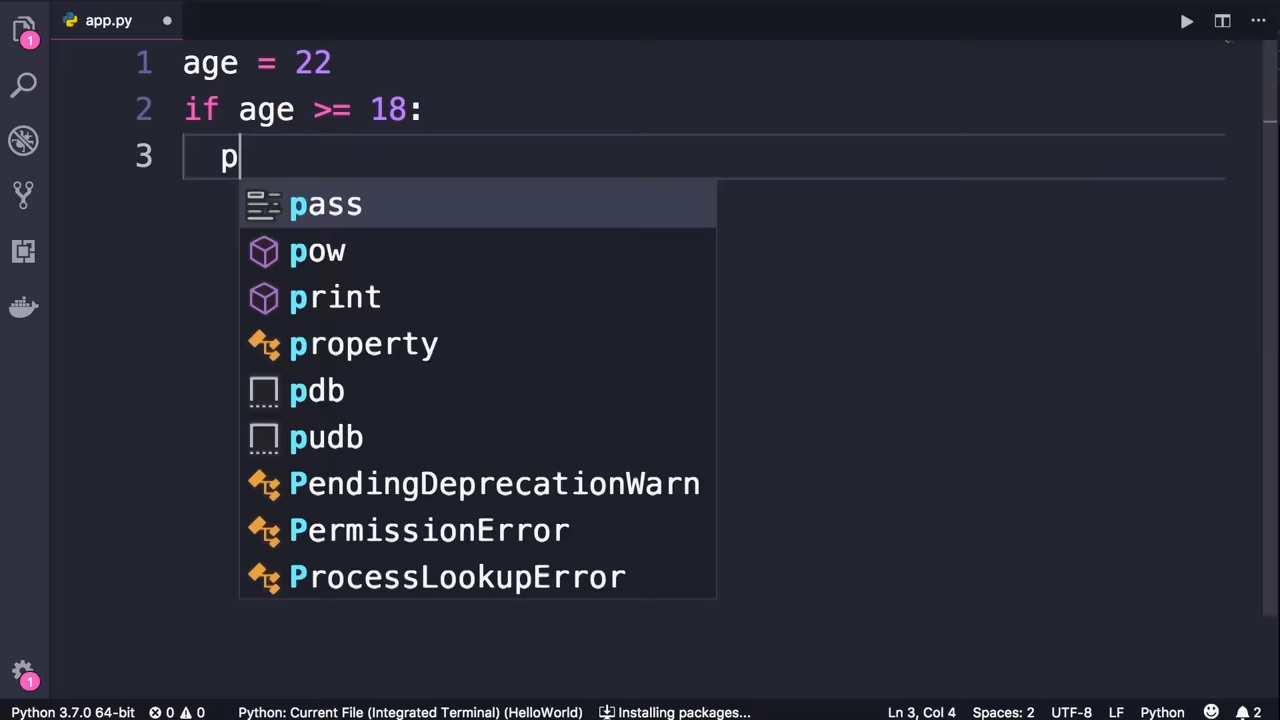 app.py
1 age = 22
2 if age >= 18:
3 p
pass
pow
print
property
pdb
pudb
PendingDeprecationWarn
PermissionError
ProcessLookupError
1
1
Python 3.7.0 64-bit 0 0 Python: Current File (Integrated Terminal) (HelloWorld) Installing packages... Ln 3, Col 4 Spaces: 2 UTF-8 LF Python 2